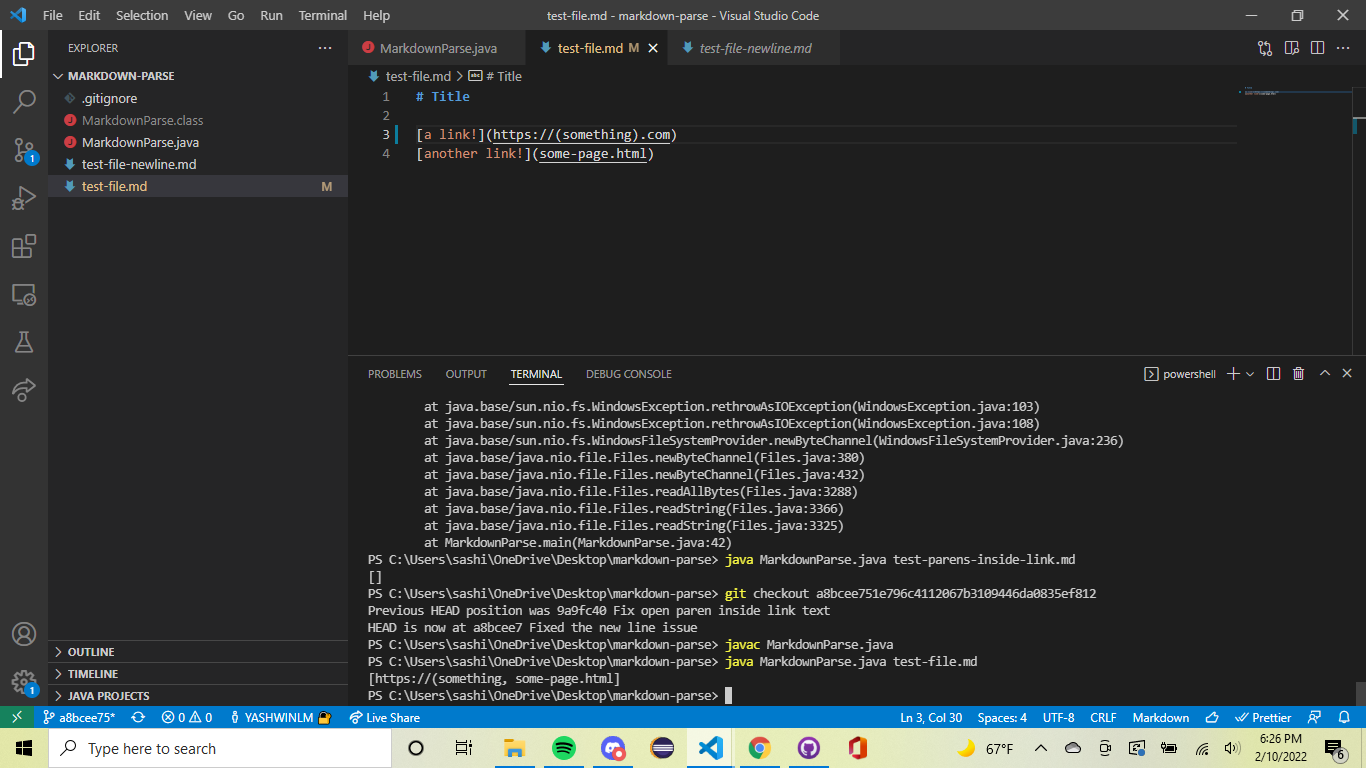 File Edit Selection View Go Run Terminal Help test-file.md - markdown-parse - Visual Studio Code
EXPLORER
MARKDOWN-PARSE
.gitignore
MarkdownParse.class
MarkdownParse.java
test-file-newline.md
test-file.md M
OUTLINE
TIMELINE
JAVA PROJECTS
1
1
MarkdownParse.java test-file.md M test-file-newline.md
test-file.md > # Title
1 # Title
2
3 [a link!](https://(something).com)
4 [another link!](some-page.html)
PROBLEMS OUTPUT TERMINAL DEBUG CONSOLE powershell
at java.base/sun.nio.fs.WindowsException.rethrowAsIOException(WindowsException.java:103)
at java.base/sun.nio.fs.WindowsException.rethrowAsIOException(WindowsException.java:108)
at java.base/sun.nio.fs.WindowsFileSystemProvider.newByteChannel(WindowsFileSystemProvider.java:236)
at java.base/java.nio.file.Files.newByteChannel(Files.java:380)
at java.base/java.nio.file.Files.newByteChannel(Files.java:432)
at java.base/java.nio.file.Files.readAllBytes(Files.java:3288)
at java.base/java.nio.file.Files.readString(Files.java:3366)
at java.base/java.nio.file.Files.readString(Files.java:3325)
at MarkdownParse.main(MarkdownParse.java:42)
PS C:\Users\sashi\OneDrive\Desktop\markdown-parse> java MarkdownParse.java test-parens-inside-link.md
[]
PS C:\Users\sashi\OneDrive\Desktop\markdown-parse> git checkout a8bcee751e796c4112067b3109446da0835ef812
Previous HEAD position was 9a9fc40 Fix open paren inside link text
HEAD is now at a8bcee7 Fixed the new line issue
PS C:\Users\sashi\OneDrive\Desktop\markdown-parse> javac MarkdownParse.java
PS C:\Users\sashi\OneDrive\Desktop\markdown-parse> java MarkdownParse.java test-file.md
[https://(something, some-page.html]
PS C:\Users\sashi\OneDrive\Desktop\markdown-parse>
a8bcee75* 0 0 YASHWINLM Live Share Ln 3, Col 30 Spaces: 4 UTF-8 CRLF Markdown Prettier
Type here to search 67°F 6:26 PM
2/10/2022 6